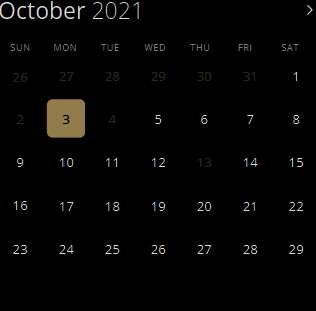 October 2021 >
SUN MON TUE WED THU FRI SAT
26 27 28 29 30 31 1
2 3 4 5 6 7 8
9 10 11 12 13 14 15
16 17 18 19 20 21 22
23 24 25 26 27 28 29